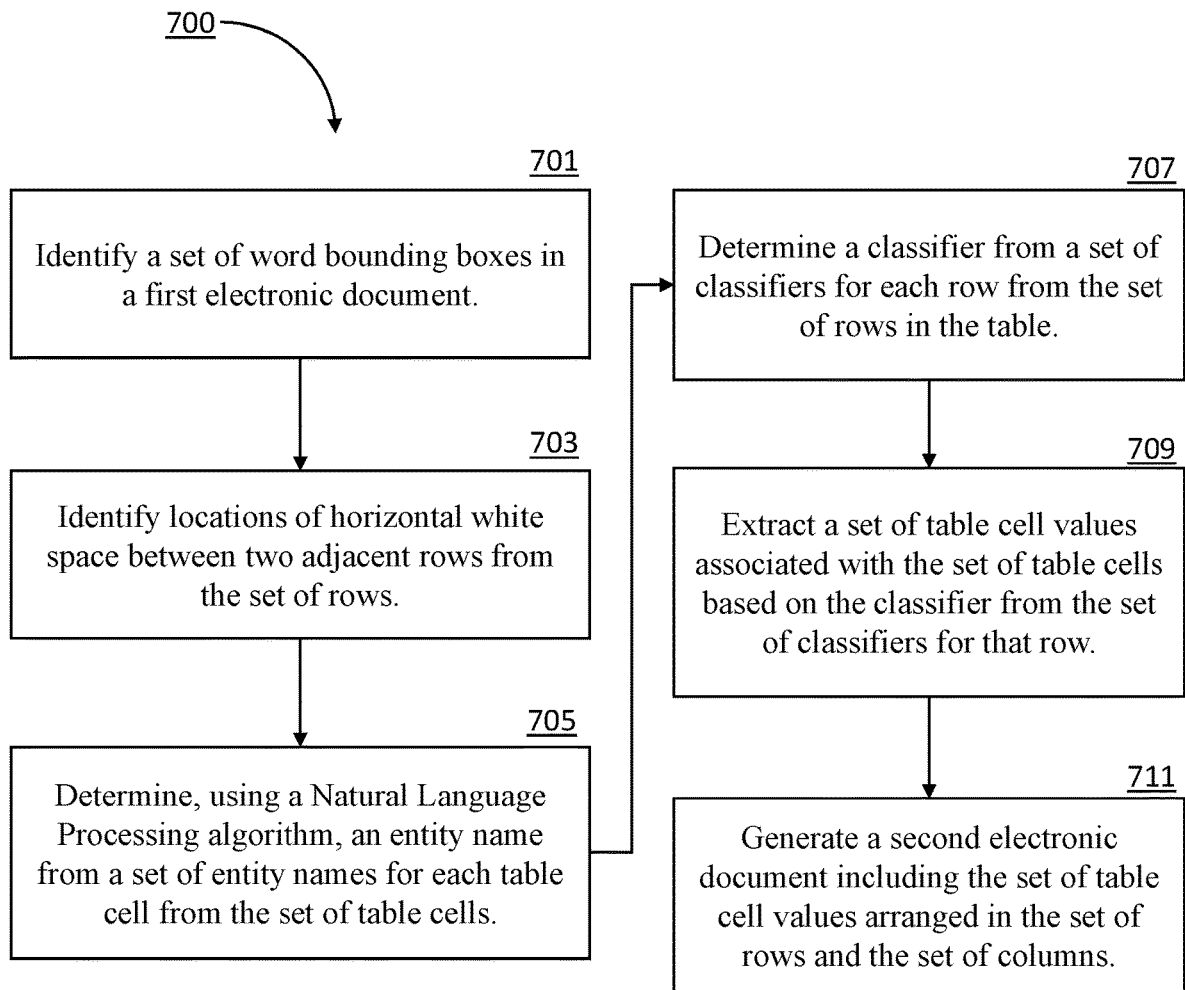 700
701
Identify a set of word bounding boxes in
a first electronic document.
703
Identify locations of horizontal white
space between two adjacent rows from
the set of rows.
705
Determine, using a Natural Language
Processing algorithm, an entity name
from a set of entity names for each table
cell from the set of table cells.
707
Determine a classifier from a set of
classifiers for each row from the set
of rows in the table.
709
Extract a set of table cell values
associated with the set of table cells
based on the classifier from the set
of classifiers for that row.
711
Generate a second electronic
document including the set of table
cell values arranged in the set of
rows and the set of columns.